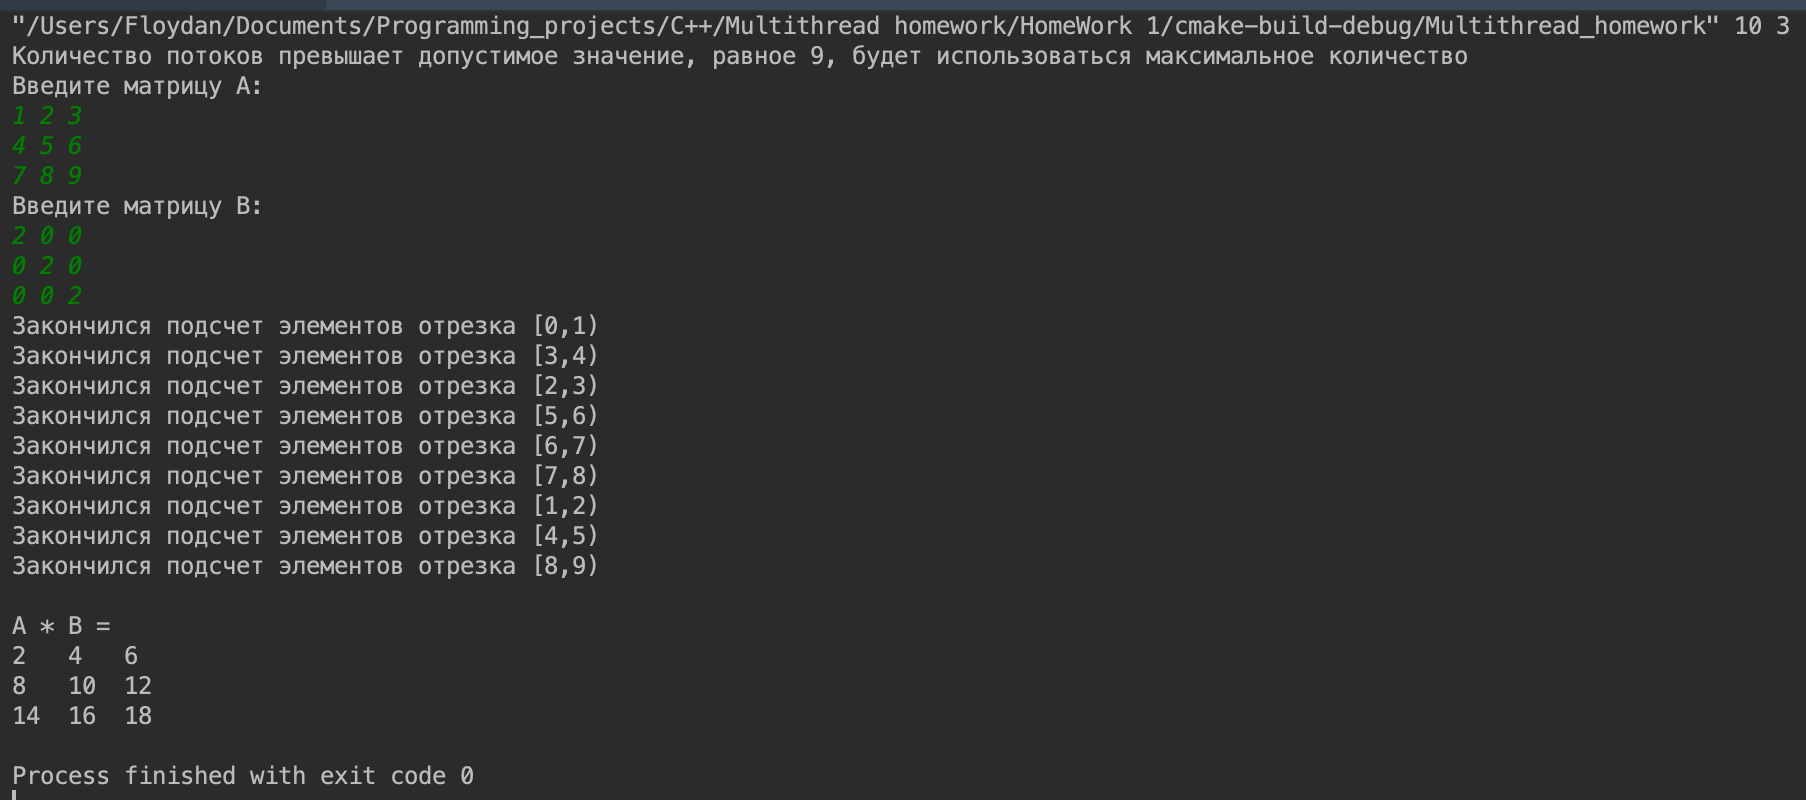 "/Users/Floydan/Documents/Programming_projects/C++/Multithread homework/HomeWork 1/cmake-build-debug/Multithread_homework" 10 3
Количество потоков превышает допустимое значение, равное 9, будет использоваться максимальное количество
Введите матрицу A:
1 2 3
4 5 6
7 8 9
Введите матрицу B:
2 0 0
0 2 0
0 0 2
Закончился подсчет элементов отрезка [0,1)
Закончился подсчет элементов отрезка [3,4)
Закончился подсчет элементов отрезка [2,3)
Закончился подсчет элементов отрезка [5,6)
Закончился подсчет элементов отрезка [6,7)
Закончился подсчет элементов отрезка [7,8)
Закончился подсчет элементов отрезка [1,2)
Закончился подсчет элементов отрезка [4,5)
Закончился подсчет элементов отрезка [8,9)
A * B =
2   4   6
8   10  12
14  16  18
Process finished with exit code 0